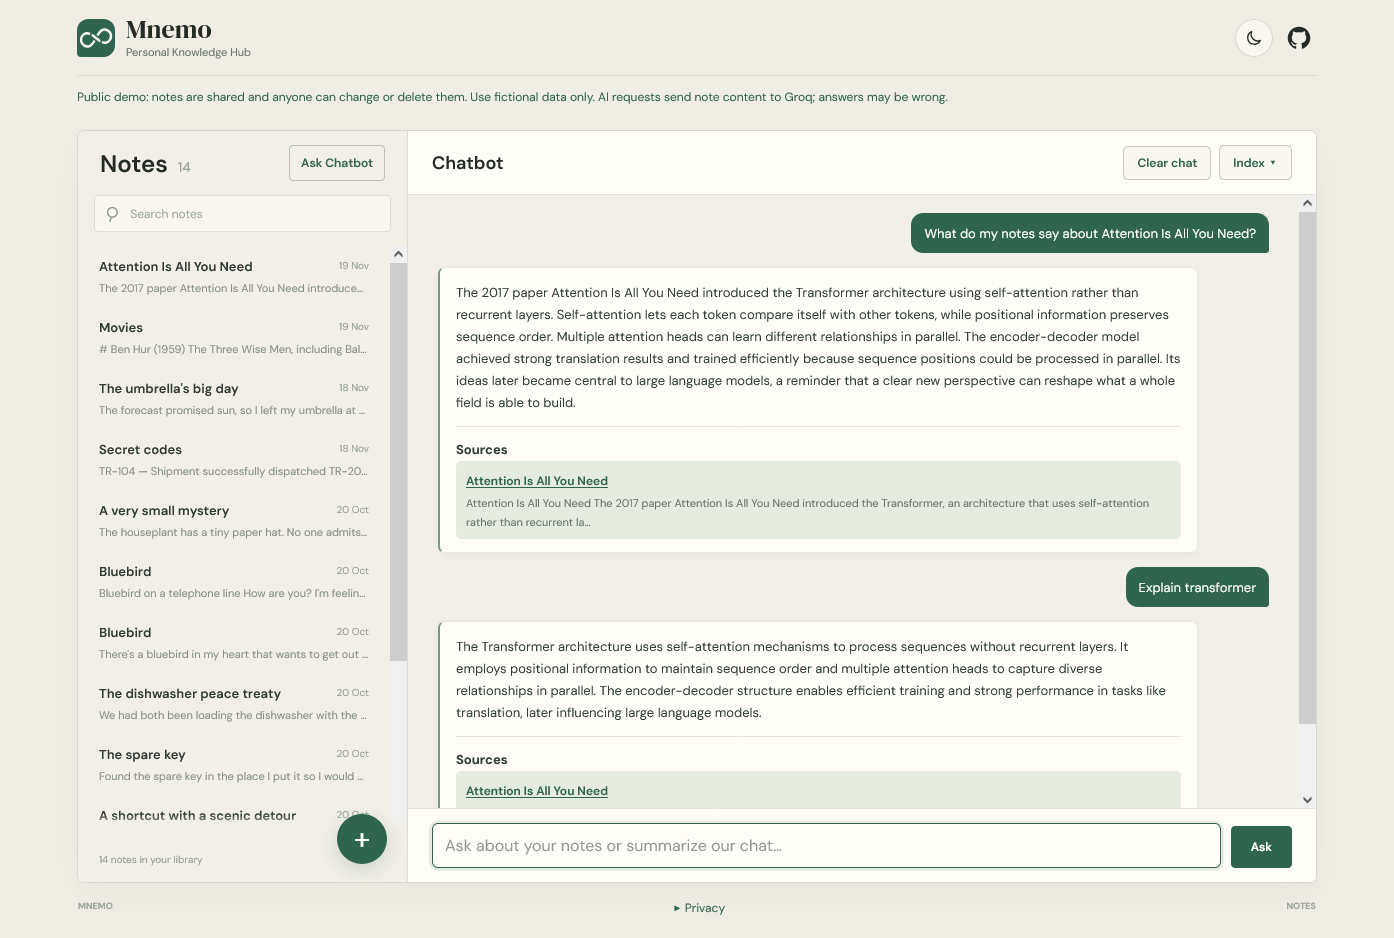 Mnemo
Personal Knowledge Hub
Public demo: notes are shared and anyone can change or delete them. Use fictional data only. AI requests send note content to Groq; answers may be wrong.
Notes 14
Ask Chatbot
Search notes
Attention Is All You Need 19 Nov
The 2017 paper Attention Is All You Need introduce...
Movies 19 Nov
# Ben Hur (1959) The Three Wise Men, including Bal...
The umbrella's big day 18 Nov
The forecast promised sun, so I left my umbrella at ...
Secret codes 18 Nov
TR-104 — Shipment successfully dispatched TR-20...
A very small mystery 20 Oct
The houseplant has a tiny paper hat. No one admits...
Bluebird 20 Oct
Bluebird on a telephone line How are you? I'm feelin...
Bluebird 20 Oct
There's a bluebird in my heart that wants to get out ...
The dishwasher peace treaty 20 Oct
We had both been loading the dishwasher with the ...
The spare key 20 Oct
Found the spare key in the place I put it so I would ...
A shortcut with a scenic detour 20 Oct
14 notes in your library
Chatbot
Clear chat
Index ▾
What do my notes say about Attention Is All You Need?
The 2017 paper Attention Is All You Need introduced the Transformer architecture using self-attention rather than
recurrent layers. Self-attention lets each token compare itself with other tokens, while positional information preserves
sequence order. Multiple attention heads can learn different relationships in parallel. The encoder-decoder model
achieved strong translation results and trained efficiently because sequence positions could be processed in parallel. Its
ideas later became central to large language models, a reminder that a clear new perspective can reshape what a whole
field is able to build.
Sources
Attention Is All You Need
Attention Is All You Need The 2017 paper Attention Is All You Need introduced the Transformer, an architecture that uses self-attention
rather than recurrent la...
Explain transformer
The Transformer architecture uses self-attention mechanisms to process sequences without recurrent layers. It
employs positional information to maintain sequence order and multiple attention heads to capture diverse
relationships in parallel. The encoder-decoder structure enables efficient training and strong performance in tasks like
translation, later influencing large language models.
Sources
Attention Is All You Need
Ask about your notes or summarize our chat...
Ask
MNEMO
▸ Privacy
NOTES